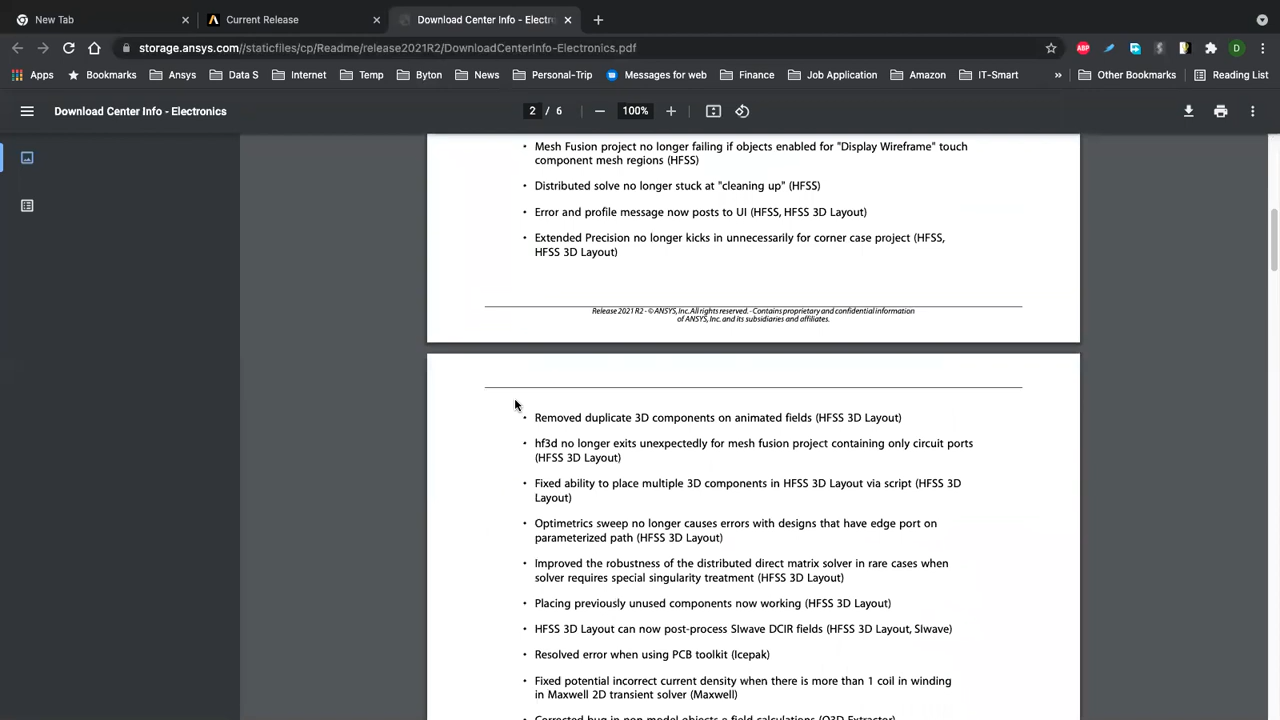 New Tab
Current Release
Download Center Info - Electro
storage.ansys.com//staticfiles/cp/Readme/release2021R2/DownloadCenterInfo-Electronics.pdf
ABP
D
Apps Bookmarks Ansys Data S Internet Temp Byton News Personal-Trip Messages for web Finance Job Application Amazon IT-Smart » Other Bookmarks Reading List
Download Center Info - Electronics
2 / 6
100%
• Mesh Fusion project no longer failing if objects enabled for "Display Wireframe" touch
component mesh regions (HFSS)
• Distributed solve no longer stuck at "cleaning up" (HFSS)
• Error and profile message now posts to UI (HFSS, HFSS 3D Layout)
• Extended Precision no longer kicks in unnecessarily for corner case project (HFSS,
HFSS 3D Layout)
Release 2021 R2 - © ANSYS, Inc. All rights reserved. - Contains proprietary and confidential information
of ANSYS, Inc. and its subsidiaries and affiliates.
• Removed duplicate 3D components on animated fields (HFSS 3D Layout)
• hf3d no longer exits unexpectedly for mesh fusion project containing only circuit ports
(HFSS 3D Layout)
• Fixed ability to place multiple 3D components in HFSS 3D Layout via script (HFSS 3D
Layout)
• Optimetrics sweep no longer causes errors with designs that have edge port on
parameterized path (HFSS 3D Layout)
• Improved the robustness of the distributed direct matrix solver in rare cases when
solver requires special singularity treatment (HFSS 3D Layout)
• Placing previously unused components now working (HFSS 3D Layout)
• HFSS 3D Layout can now post-process SIwave DCIR fields (HFSS 3D Layout, SIwave)
• Resolved error when using PCB toolkit (Icepak)
• Fixed potential incorrect current density when there is more than 1 coil in winding
in Maxwell 2D transient solver (Maxwell)
Corrected bug in non model objects e field calculations (Q3D Extractor)